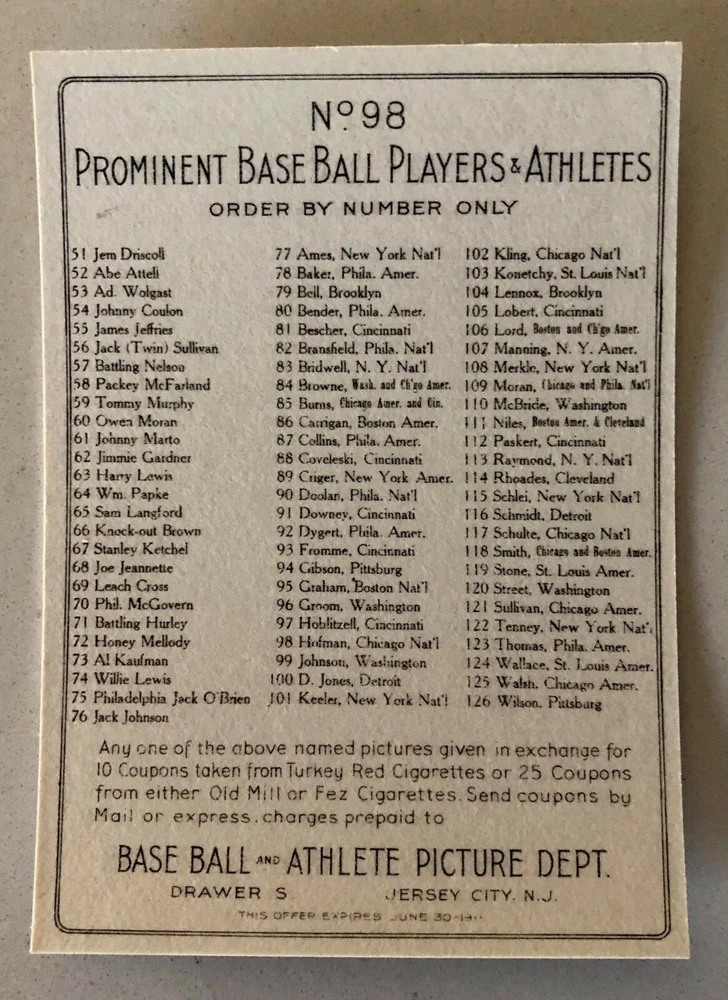 No 98
PROMINENT BASE BALL PLAYERS & ATHLETES
ORDER BY NUMBER ONLY
51 Jem Driscoll
52 Abe Attell
53 Ad. Wolgast
54 Johnny Coulon
55 James Jeffries
56 Jack (Twin) Sullivan
57 Battling Nelson
58 Packey McFarland
59 Tommy Murphy
60 Owen Moran
61 Johnny Marto
62 Jimmie Gardner
63 Harry Lewis
64 Wm. Papke
65 Sam Langford
66 Knock-out Brown
67 Stanley Ketchel
68 Joe Jeannette
69 Leach Cross
70 Phil. McGovern
71 Battling Hurley
72 Honey Mellody
73 Al Kaufman
74 Willie Lewis
75 Philadelphia Jack O'Brien
76 Jack Johnson
77 Ames, New York Nat'l
78 Baker, Phila. Amer.
79 Bell, Brooklyn
80 Bender, Phila. Amer.
81 Bescher, Cincinnati
82 Bransfield, Phila. Nat'l
83 Bridwell, N. Y. Nat'l
84 Browne, Wash. and Ch'go Amer.
85 Burns, Chicago Amer. and Cin.
86 Carrigan, Boston Amer.
87 Collins, Phila. Amer.
88 Coveleski, Cincinnati
89 Criger, New York Amer.
90 Doolan, Phila. Nat'l
91 Downey, Cincinnati
92 Dygert, Phila. Amer.
93 Fromme, Cincinnati
94 Gibson, Pittsburg
95 Graham, Boston Nat'l
96 Groom, Washington
97 Hoblitzell, Cincinnati
98 Hofman, Chicago Nat'l
99 Johnson, Washington
100 D. Jones, Detroit
101 Keeler, New York Nat'l
102 Kling, Chicago Nat'l
103 Konetchy, St. Louis Nat'l
104 Lennox, Brooklyn
105 Lobert, Cincinnati
106 Lord, Boston and Ch'go Amer.
107 Manning, N. Y. Amer.
108 Merkle, New York Nat'l
109 Moran, Chicago and Phila. Nat'l
110 McBride, Washington
111 Niles, Boston Amer. & Cleveland
112 Paskert, Cincinnati
113 Raymond, N. Y. Nat'l
114 Rhoades, Cleveland
115 Schlei, New York Nat'l
116 Schmidt, Detroit
117 Schulte, Chicago Nat'l
118 Smith, Chicago and Boston Amer.
119 Stone, St. Louis Amer.
120 Street, Washington
121 Sullivan, Chicago Amer.
122 Tenney, New York Nat'l
123 Thomas, Phila. Amer.
124 Wallace, St. Louis Amer.
125 Walsh, Chicago Amer.
126 Wilson, Pittsburg
Any one of the above named pictures given in exchange for
10 Coupons taken from Turkey Red Cigarettes or 25 Coupons
from either Old Mill or Fez Cigarettes. Send coupons by
Mail or express, charges prepaid to
BASE BALL AND ATHLETE PICTURE DEPT.
DRAWER S JERSEY CITY. N.J.
THIS OFFER EXPIRES JUNE 30-